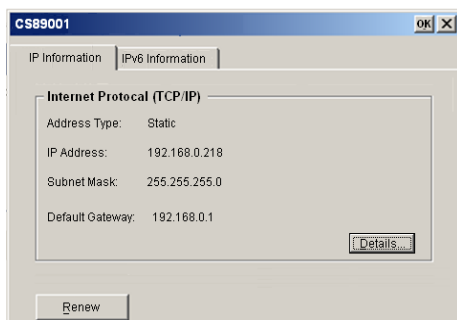 CS89001 OK X
IP Information IPv6 Information
Internet Protocal (TCP/IP)
Address Type: Static
IP Address: 192.168.0.218
Subnet Mask: 255.255.255.0
Default Gateway: 192.168.0.1
Details...
Renew